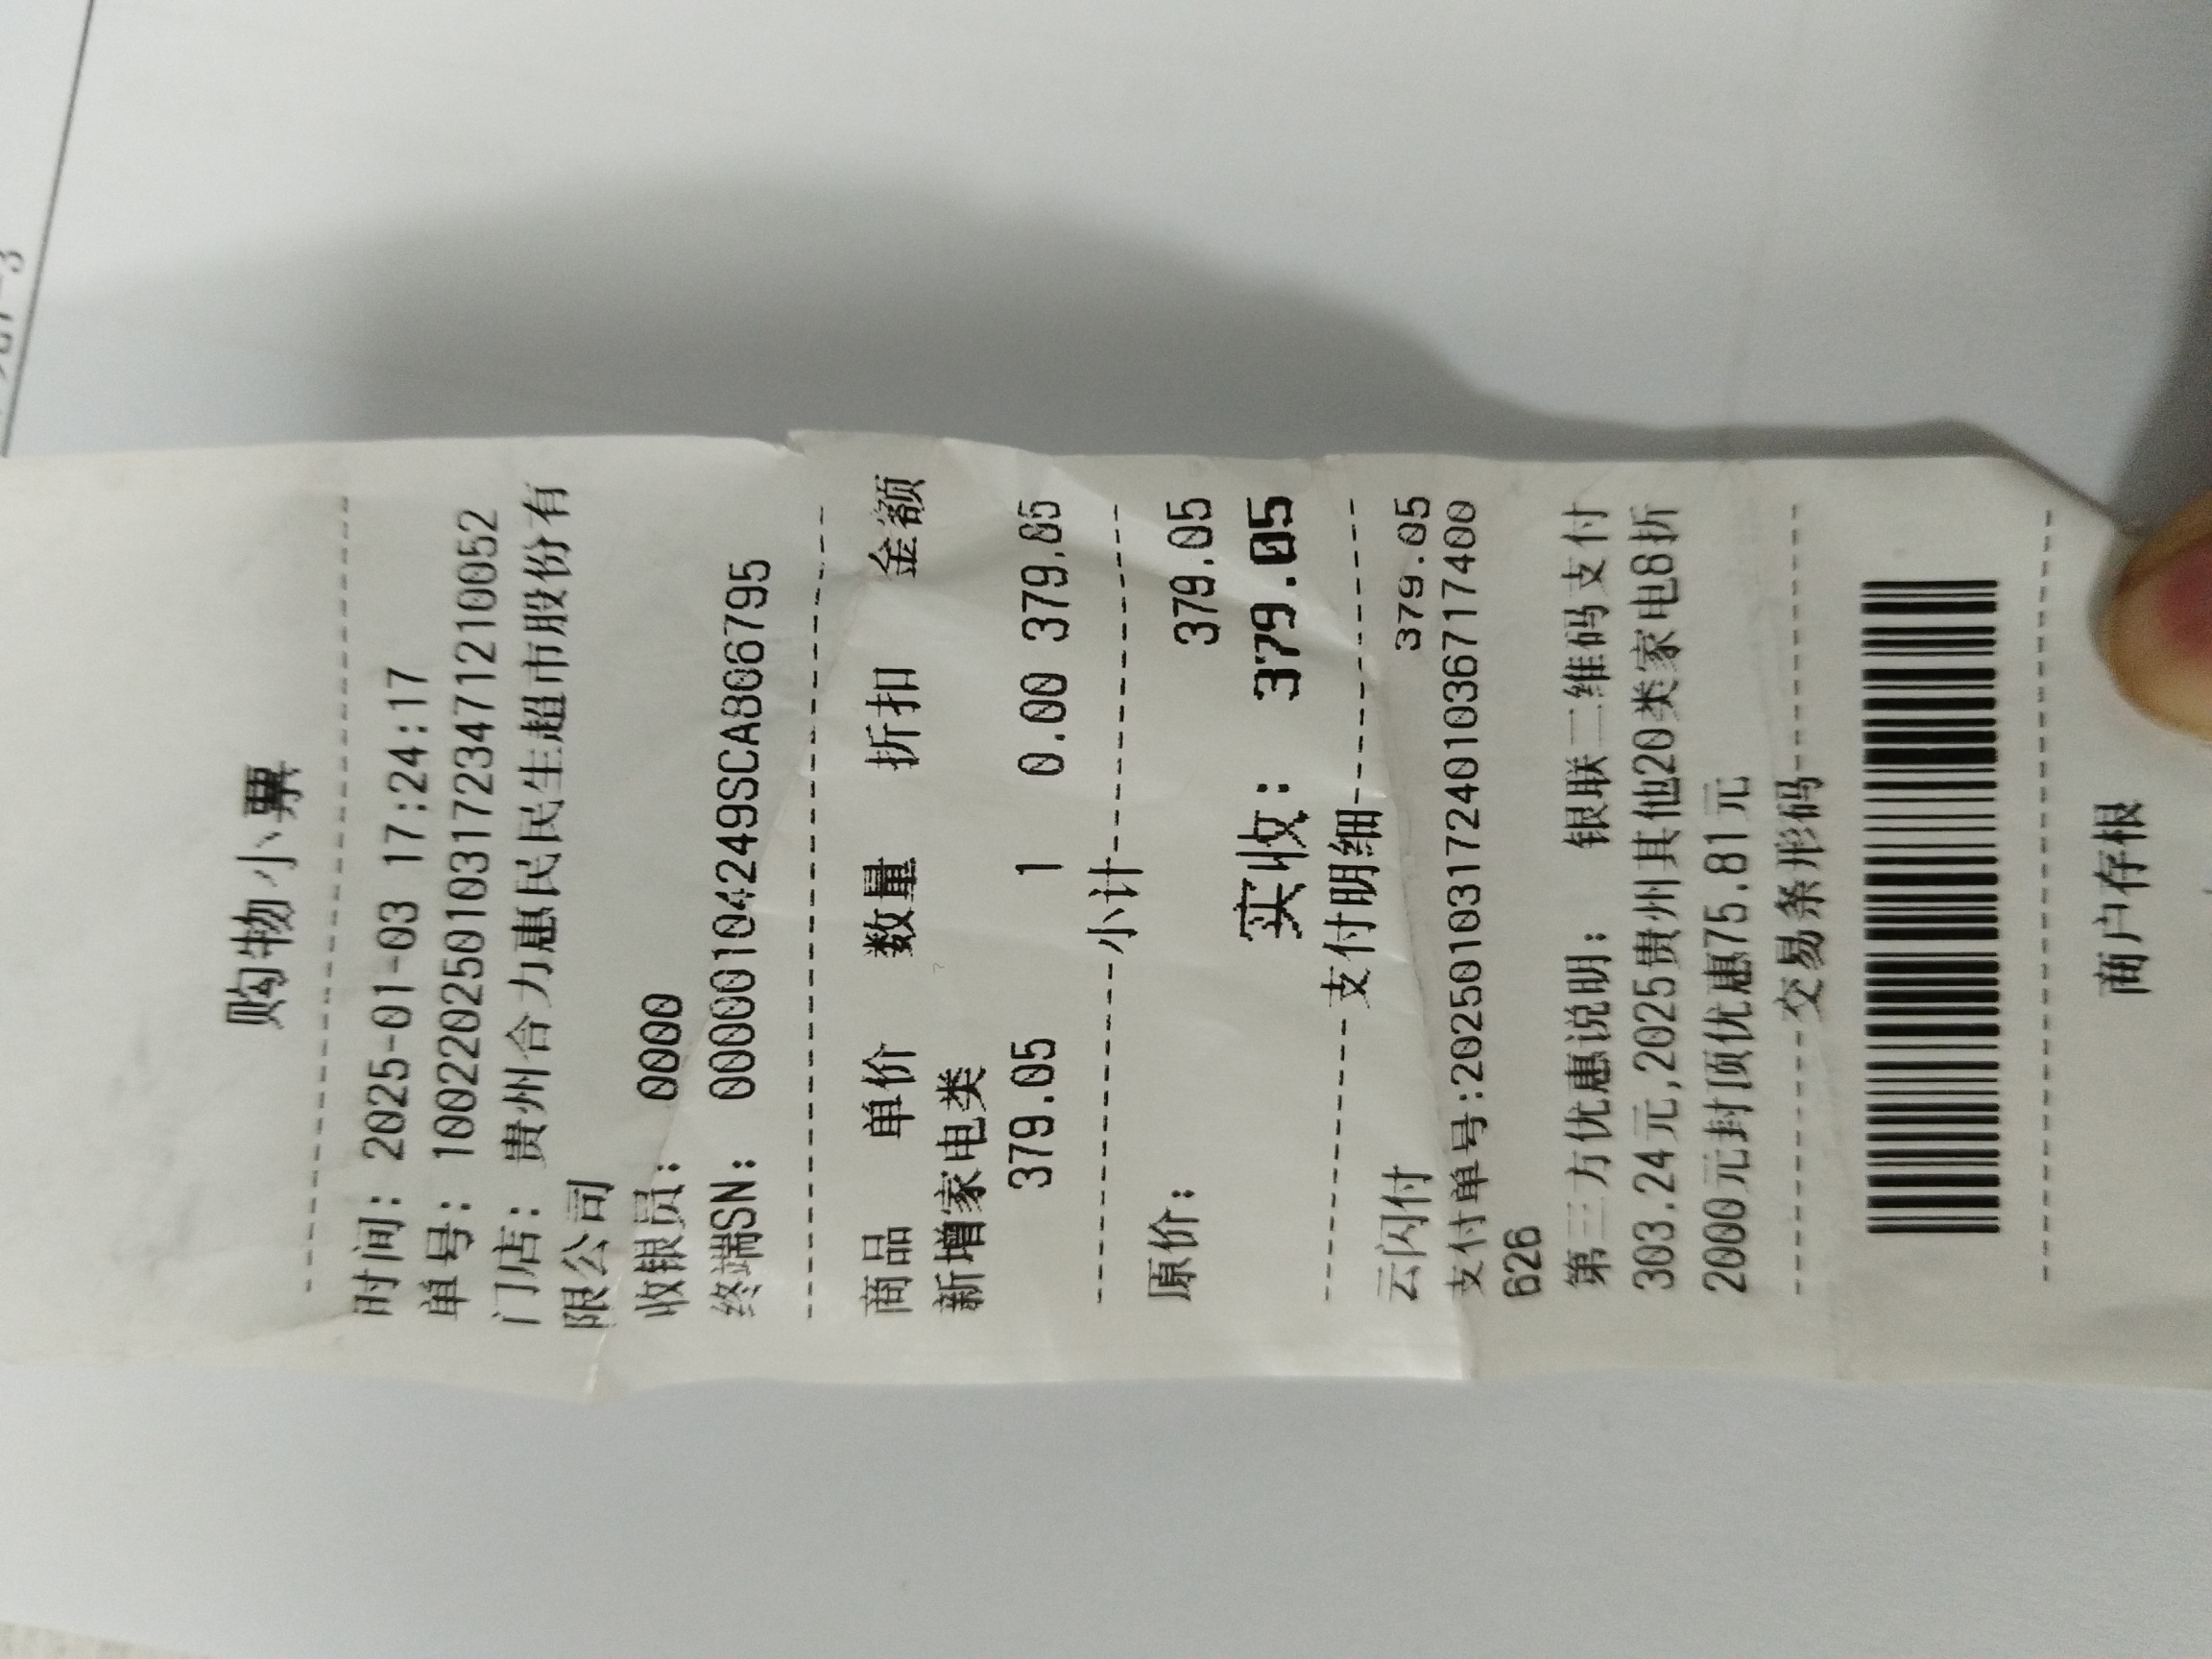 购物小票
时间: 2025-01-03 17:24:17
单号: 1002202501031723471210052
门店: 贵州合力惠民民生超市股份有
限公司
收银员: 0000
终端SN: 00000104249SCA806795
商品 单价 数量 折扣 金额
新增家电类
379.05 1 0.00 379.05
小计
原价: 379.05
实收: 379.05
支付明细
云闪付 379.05
支付单号:20250103172401036717400
626
第三方优惠说明: 银联二维码支付
303.24元,2025贵州其他20类家电8折
2000元封顶优惠75.81元
交易条形码
商户存根